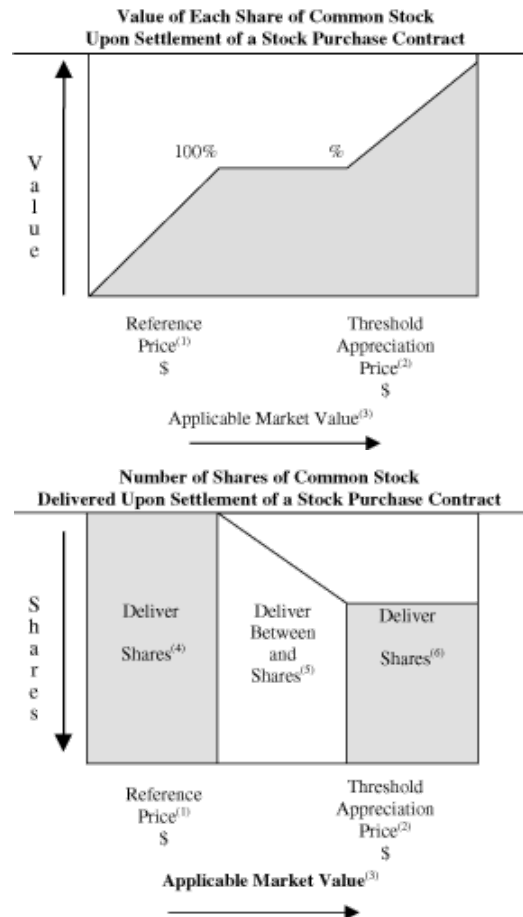 Value of Each Share of Common Stock
Upon Settlement of a Stock Purchase Contract
Value
100%
%
Reference
Price(1)
$
Threshold
Appreciation
Price(2)
$
Applicable Market Value(3)
Number of Shares of Common Stock
Delivered Upon Settlement of a Stock Purchase Contract
Shares
Deliver
Shares(4)
Deliver
Between
and
Shares(5)
Deliver
Shares(6)
Reference
Price(1)
$
Threshold
Appreciation
Price(2)
$
Applicable Market Value(3)